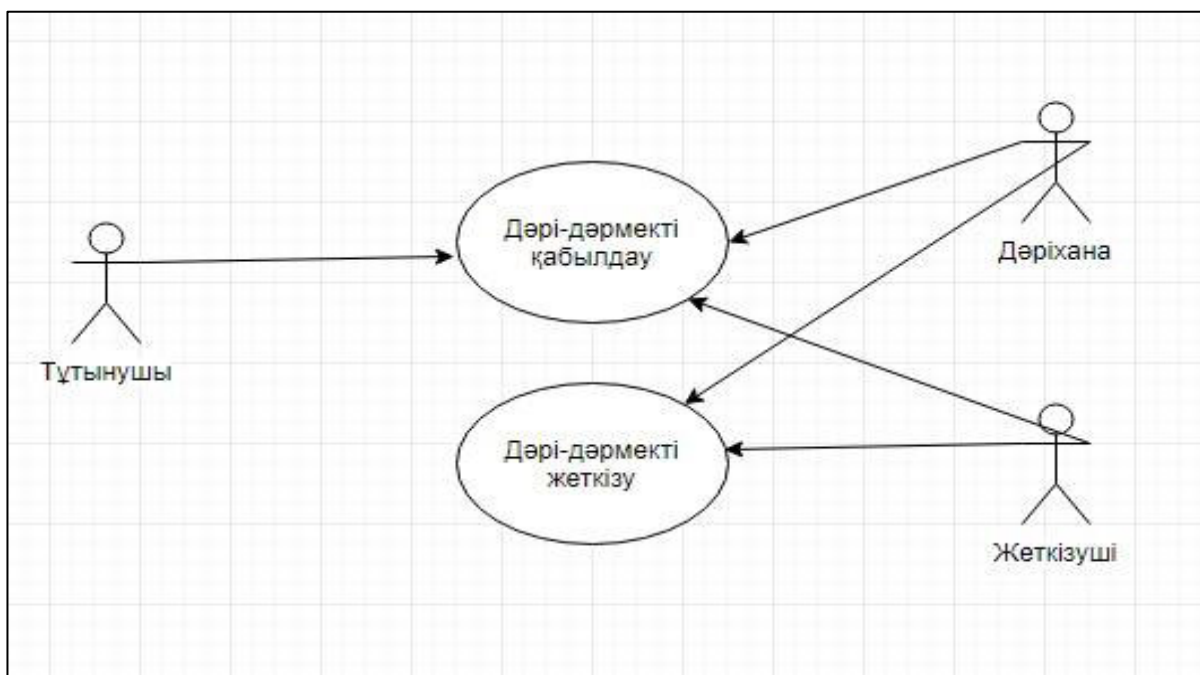 Дәрі-дәрмекті
қабылдау
Дәріхана
Тұтынушы
Дәрі-дәрмекті
жеткізу
Жеткізуші